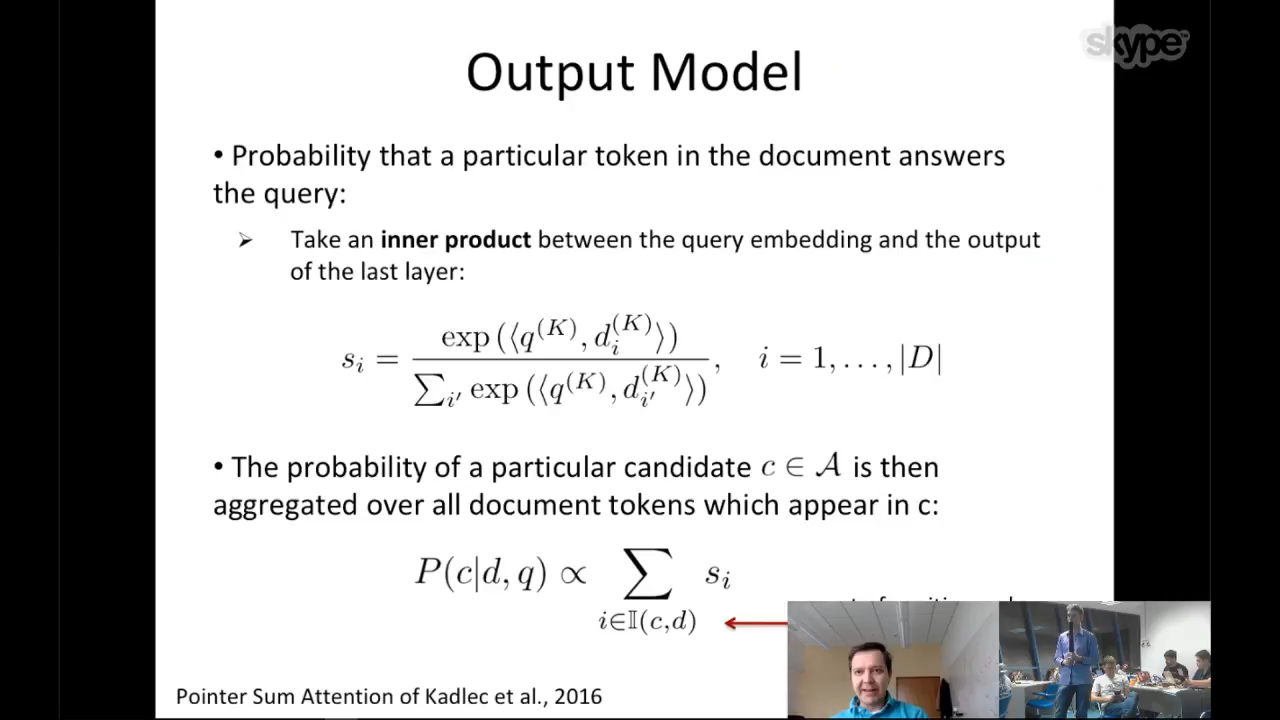 skype
Output Model
• Probability that a particular token in the document answers
the query:
➢ Take an inner product between the query embedding and the output
of the last layer:
s_i = exp (⟨q^(K), d_i^(K)⟩) / ∑_i' exp (⟨q^(K), d_i'^(K)⟩), i = 1, . . . , |D|
• The probability of a particular candidate c ∈ 𝒜 is then
aggregated over all document tokens which appear in c:
P(c|d, q) ∝ ∑_{i∈𝕀(c,d)} s_i
Pointer Sum Attention of Kadlec et al., 2016